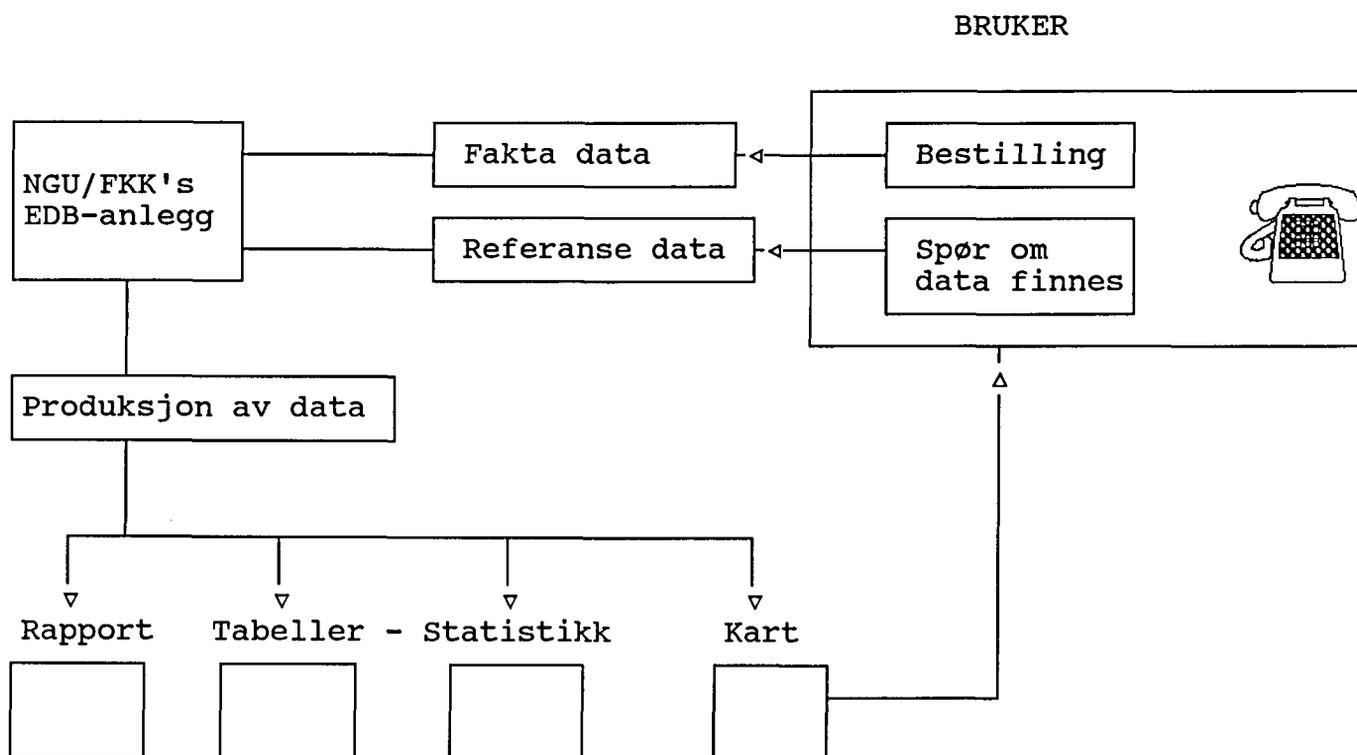 BRUKER
NGU/FKK's
EDB-anlegg
Fakta data
Bestilling
Referanse data
Spør om
data finnes
Produksjon av data
Rapport
Tabeller - Statistikk
Kart